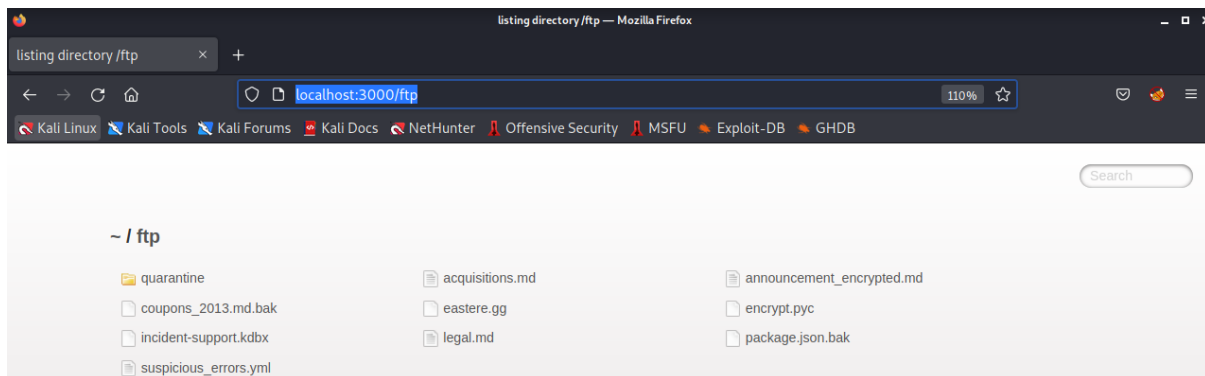 listing directory /ftp — Mozilla Firefox
listing directory /ftp
localhost:3000/ftp 110%
Kali Linux Kali Tools Kali Forums Kali Docs NetHunter Offensive Security MSFU Exploit-DB GHDB
Search
~ / ftp
quarantine acquisitions.md announcement_encrypted.md
coupons_2013.md.bak eastere.gg encrypt.pyc
incident-support.kdbx legal.md package.json.bak
suspicious_errors.yml